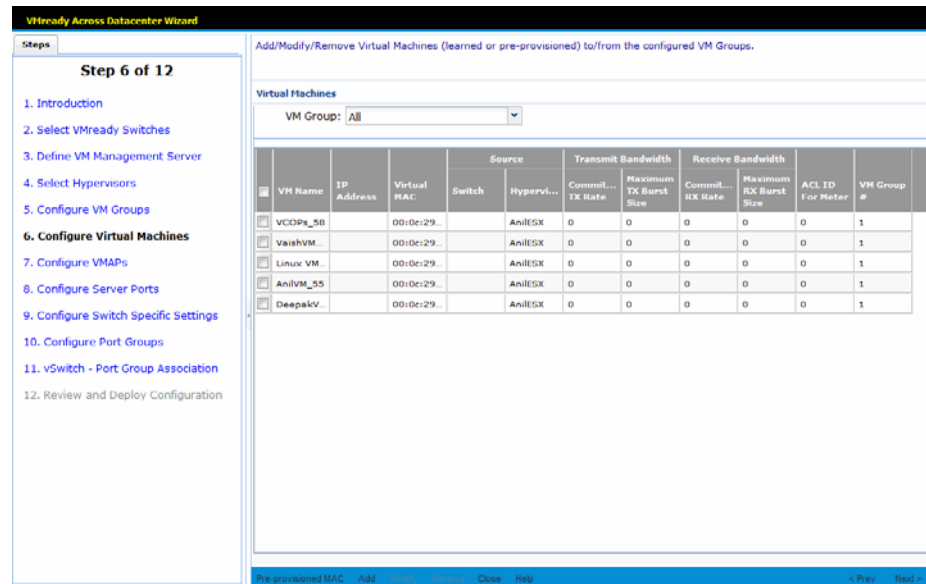 VMready Across Datacenter Wizard
Steps
Step 6 of 12
1. Introduction
2. Select VMready Switches
3. Define VM Management Server
4. Select Hypervisors
5. Configure VM Groups
6. Configure Virtual Machines
7. Configure VMAPs
8. Configure Server Ports
9. Configure Switch Specific Settings
10. Configure Port Groups
11. vSwitch - Port Group Association
12. Review and Deploy Configuration
Add/Modify/Remove Virtual Machines (learned or pre-provisioned) to/from the configured VM Groups.
Virtual Machines
VM Group: All
Source Transmit Bandwidth Receive Bandwidth
VM Name IP Address Virtual MAC Switch Hypervi... Commit... TX Rate Maximum TX Burst Size Commit... RX Rate Maximum RX Burst Size ACL ID For Meter VM Group #
VCOPs_58 00:0c:29... AnilESX 0 0 0 0 0 1
VaishVM... 00:0c:29... AnilESX 0 0 0 0 0 1
Linux VM... 00:0c:29... AnilESX 0 0 0 0 0 1
AnilVM_55 00:0c:29... AnilESX 0 0 0 0 0 1
DeepakV... 00:0c:29... AnilESX 0 0 0 0 0 1
Pre-provisioned MAC Add Modify Remove Close Help < Prev Next >